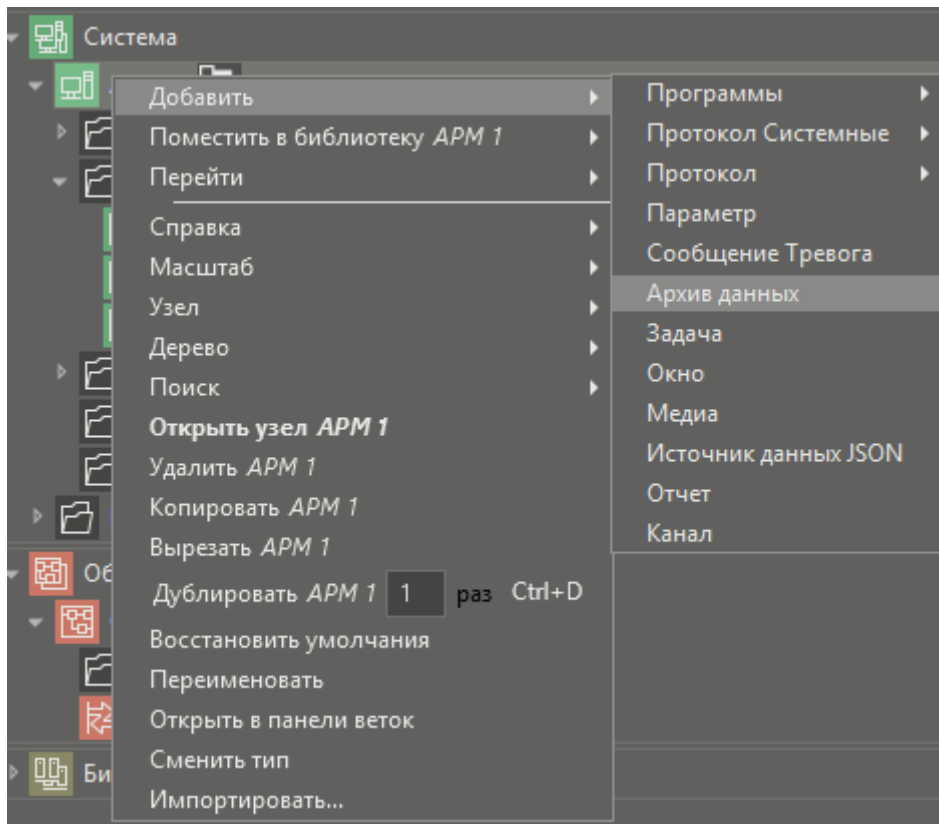 Система
Добавить
Поместить в библиотеку АРМ 1
Перейти
Справка
Масштаб
Узел
Дерево
Поиск
Открыть узел АРМ 1
Удалить АРМ 1
Копировать АРМ 1
Вырезать АРМ 1
Дублировать АРМ 1 1 раз Ctrl+D
Восстановить умолчания
Переименовать
Открыть в панели веток
Сменить тип
Импортировать...
Программы
Протокол Системные
Протокол
Параметр
Сообщение Тревога
Архив данных
Задача
Окно
Медиа
Источник данных JSON
Отчет
Канал
Об
Би